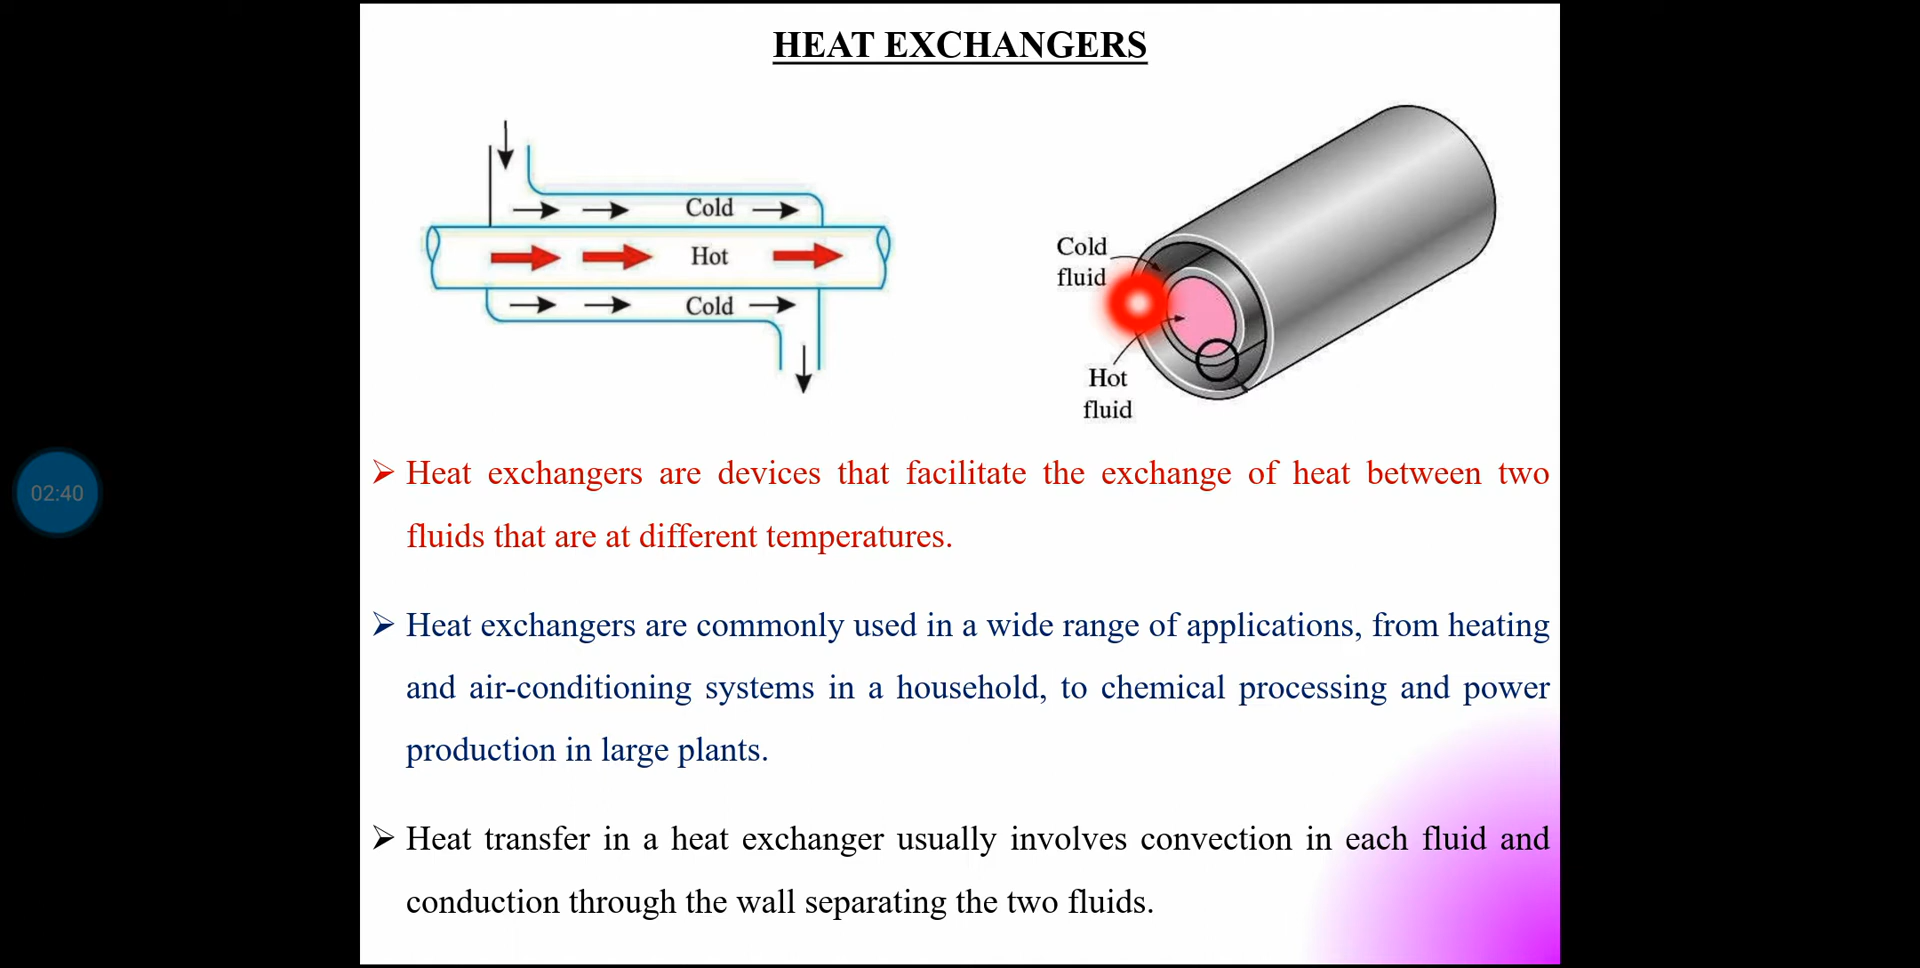 HEAT EXCHANGERS
Cold
Hot
Cold
Cold
fluid
Hot
fluid
02:40
➢ Heat exchangers are devices that facilitate the exchange of heat between two
fluids that are at different temperatures.
➢ Heat exchangers are commonly used in a wide range of applications, from heating
and air-conditioning systems in a household, to chemical processing and power
production in large plants.
➢ Heat transfer in a heat exchanger usually involves convection in each fluid and
conduction through the wall separating the two fluids.